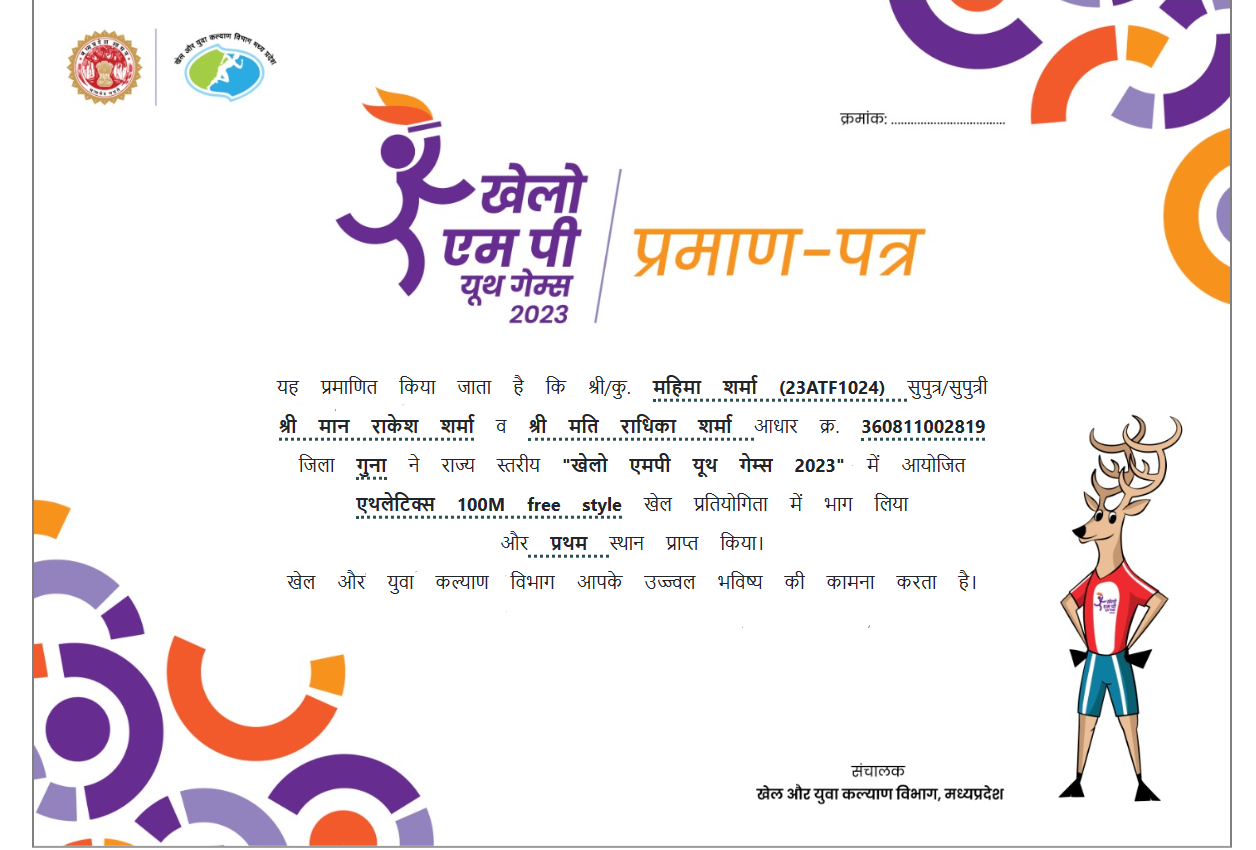 खेल और युवा कल्याण विभाग मध्य प्रदेश
क्रमांक: ..................................
खेलो
एम पी
यूथ गेम्स
2023
प्रमाण-पत्र
यह प्रमाणित किया जाता है कि श्री/कु. महिमा शर्मा (23ATF1024) सुपुत्र/सुपुत्री
श्री मान राकेश शर्मा व श्री मति राधिका शर्मा आधार क्र. 360811002819
जिला गुना ने राज्य स्तरीय "खेलो एमपी यूथ गेम्स 2023" में आयोजित
एथलेटिक्स 100M free style खेल प्रतियोगिता में भाग लिया
और प्रथम स्थान प्राप्त किया।
खेल और युवा कल्याण विभाग आपके उज्ज्वल भविष्य की कामना करता है।
खेलो
एम पी
संचालक
खेल और युवा कल्याण विभाग, मध्यप्रदेश